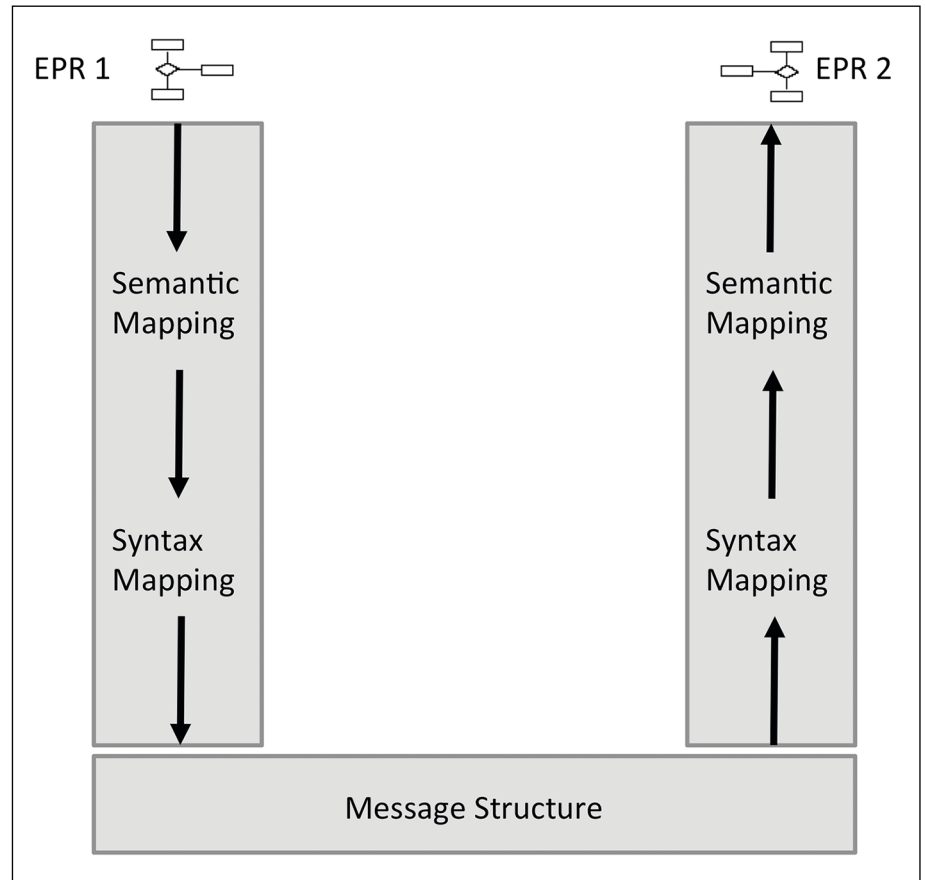 EPR 1
EPR 2
Semantic
Mapping
Syntax
Mapping
Semantic
Mapping
Syntax
Mapping
Message Structure